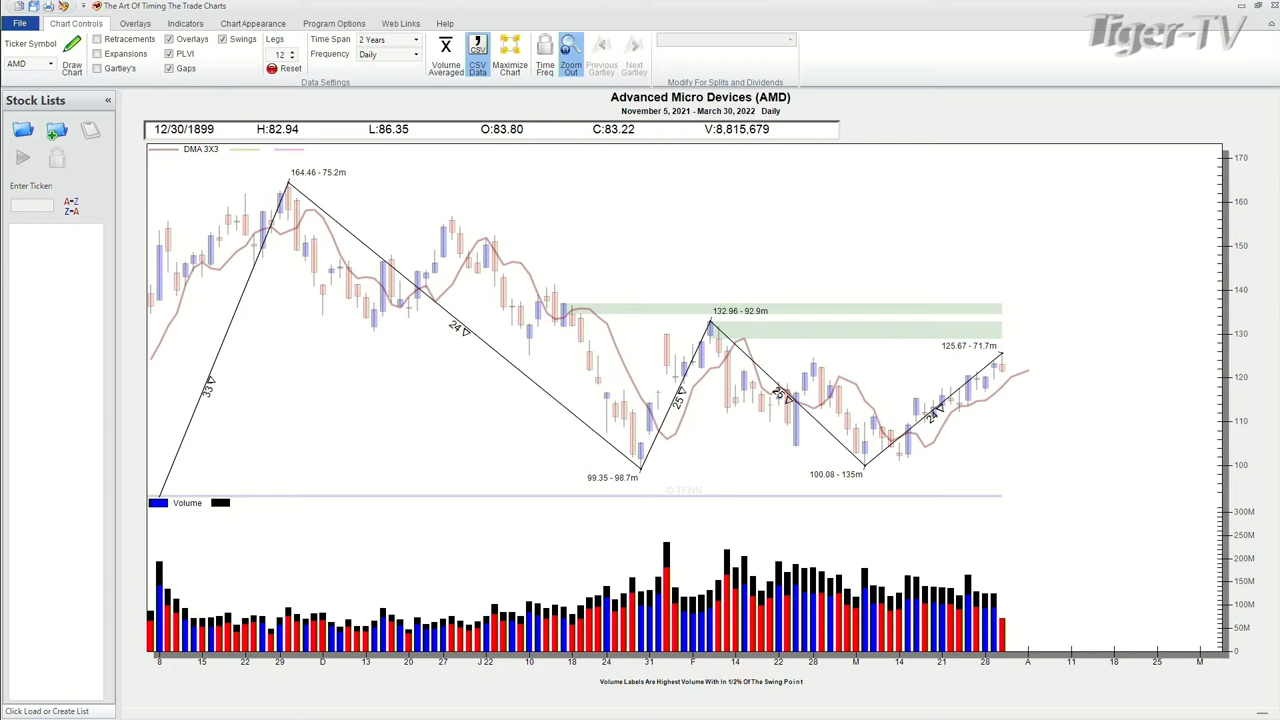 The Art Of Timing The Trade Charts
Tiger-TV
File Chart Controls Overlays Indicators Chart Appearance Program Options Web Links Help
Ticker Symbol
AMD
Draw Chart
Retracements
Expansions
Gartley's
Overlays
PLVI
Gaps
Swings
Legs
12
Reset
Time Span 2 Years
Frequency Daily
Data Settings
Volume Averaged
CSV
CSV Data
Maximize Chart
Time Freq
Zoom Out
Previous Gartley
Next Gartley
Modify For Splits and Dividends
Stock Lists «
Enter Ticker:
A=Z
Z=A
Click Load or Create List
Advanced Micro Devices (AMD)
November 5, 2021 - March 30, 2022 Daily
12/30/1899 H:82.94 L:86.35 O:83.80 C:83.22 V:8,815,679
DMA 3X3
164.46 - 75.2m
132.96 - 92.9m
125.67 - 71.7m
99.35 - 98.7m
100.08 - 135m
33
24
25
25
24
© TFNN
170
160
150
140
130
120
110
100
Volume
300M
250M
200M
150M
100M
50M
0
8 15 22 29 D 13 20 27 J 22 10 18 24 31 F 14 22 28 M 14 21 28 A 11 18 25 M
Volume Labels Are Highest Volume With In 1/2% Of The Swing Point